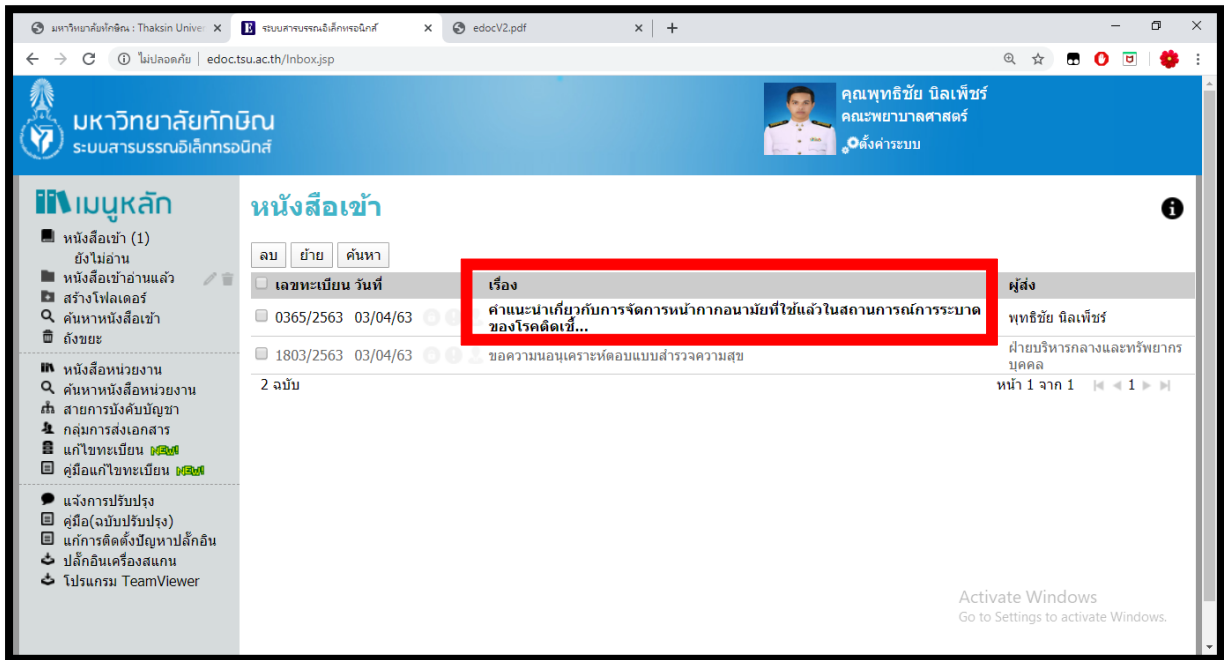 มหาวิทยาลัยทักษิณ : Thaksin Univer
ระบบสารบรรณอิเล็กทรอนิกส์
edocV2.pdf
ไม่ปลอดภัย | edoc.tsu.ac.th/Inbox.jsp
มหาวิทยาลัยทักษิณ
ระบบสารบรรณอิเล็กทรอนิกส์
คุณพุทธิชัย นิลเพ็ชร์
คณะพยาบาลศาสตร์
ตั้งค่าระบบ
เมนูหลัก
หนังสือเข้า (1)
ยังไม่อ่าน
หนังสือเข้าอ่านแล้ว
สร้างโฟลเดอร์
ค้นหาหนังสือเข้า
ถังขยะ
หนังสือหน่วยงาน
ค้นหาหนังสือหน่วยงาน
สายการบังคับบัญชา
กลุ่มการส่งเอกสาร
แก้ไขทะเบียน NEW!
คู่มือแก้ไขทะเบียน NEW!
แจ้งการปรับปรุง
คู่มือ(ฉบับปรับปรุง)
แก้การติดตั้งปัญหาปลั๊กอิน
ปลั๊กอินเครื่องสแกน
โปรแกรม TeamViewer
หนังสือเข้า
ลบ ย้าย ค้นหา
เลขทะเบียน วันที่ เรื่อง ผู้ส่ง
0365/2563 03/04/63 คำแนะนำเกี่ยวกับการจัดการหน้ากากอนามัยที่ใช้แล้วในสถานการณ์การระบาด
ของโรคติดเชื้... พุทธิชัย นิลเพ็ชร์
1803/2563 03/04/63 ขอความนอนุเคราะห์ตอบแบบสำรวจความสุข ฝ่ายบริหารกลางและทรัพยากร
บุคคล
2 ฉบับ หน้า 1 จาก 1 1
Activate Windows
Go to Settings to activate Windows.